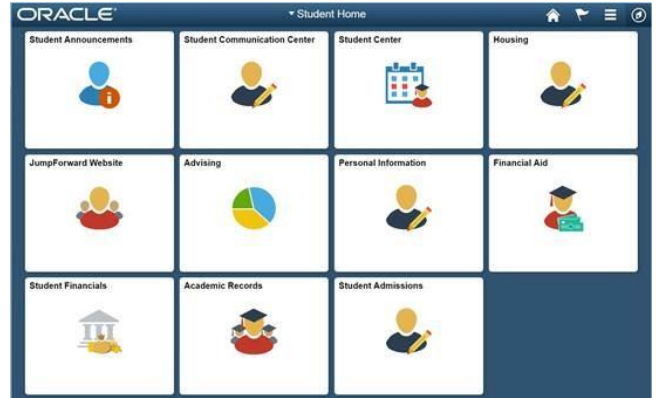 ORACLE
Student Home
Student Announcements
Student Communication Center
Student Center
Housing
JumpForward Website
Advising
Personal Information
Financial Aid
Student Financials
Academic Records
Student Admissions